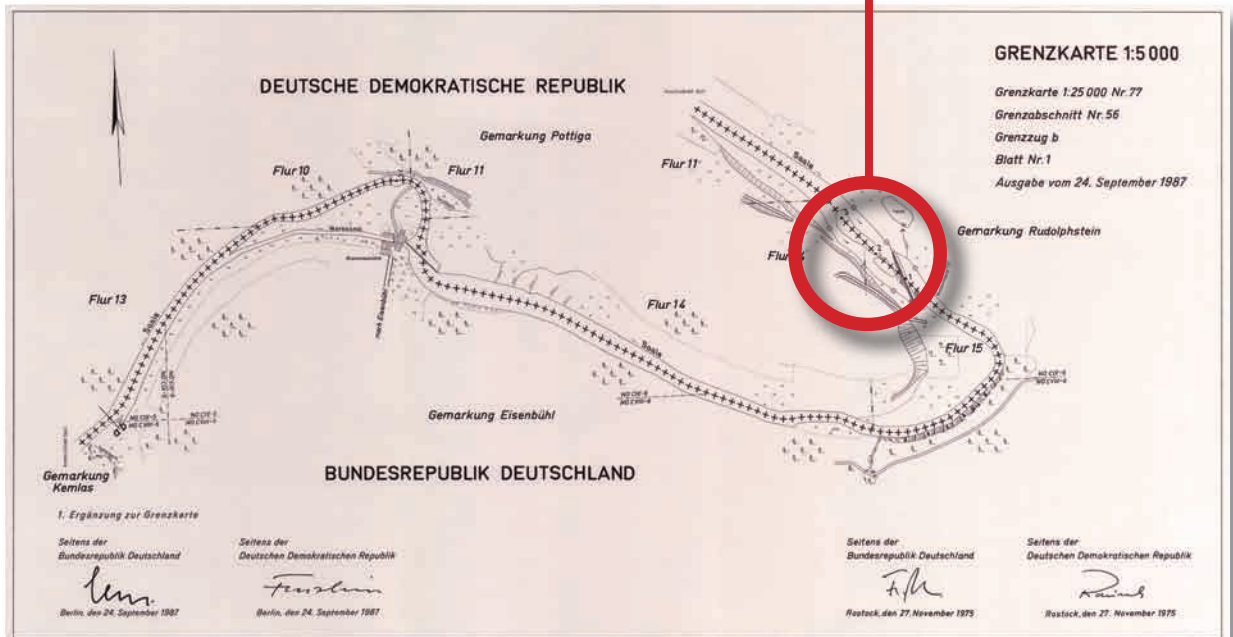 GRENZKARTE 1:5 000
Grenzkarte 1:25 000 Nr. 77
Grenzabschnitt Nr. 56
Grenzzug b
Blatt Nr. 1
Ausgabe vom 24. September 1987
DEUTSCHE DEMOKRATISCHE REPUBLIK
Gemarkung Pottiga
Flur 10
Flur 11
Flur 11
Saale
Gemarkung Rudolphstein
Flur 13
Saale
Flur 14
Saale
Flur 15
Gemarkung Eisenbühl
Gemarkung
Kemlas
BUNDESREPUBLIK DEUTSCHLAND
1. Ergänzung zur Grenzkarte
Seitens der
Bundesrepublik Deutschland
Berlin, den 24. September 1987
Seitens der
Deutschen Demokratischen Republik
Berlin, den 24. September 1987
Seitens der
Bundesrepublik Deutschland
Rostock, den 27. November 1975
Seitens der
Deutschen Demokratischen Republik
Rostock, den 27. November 1975